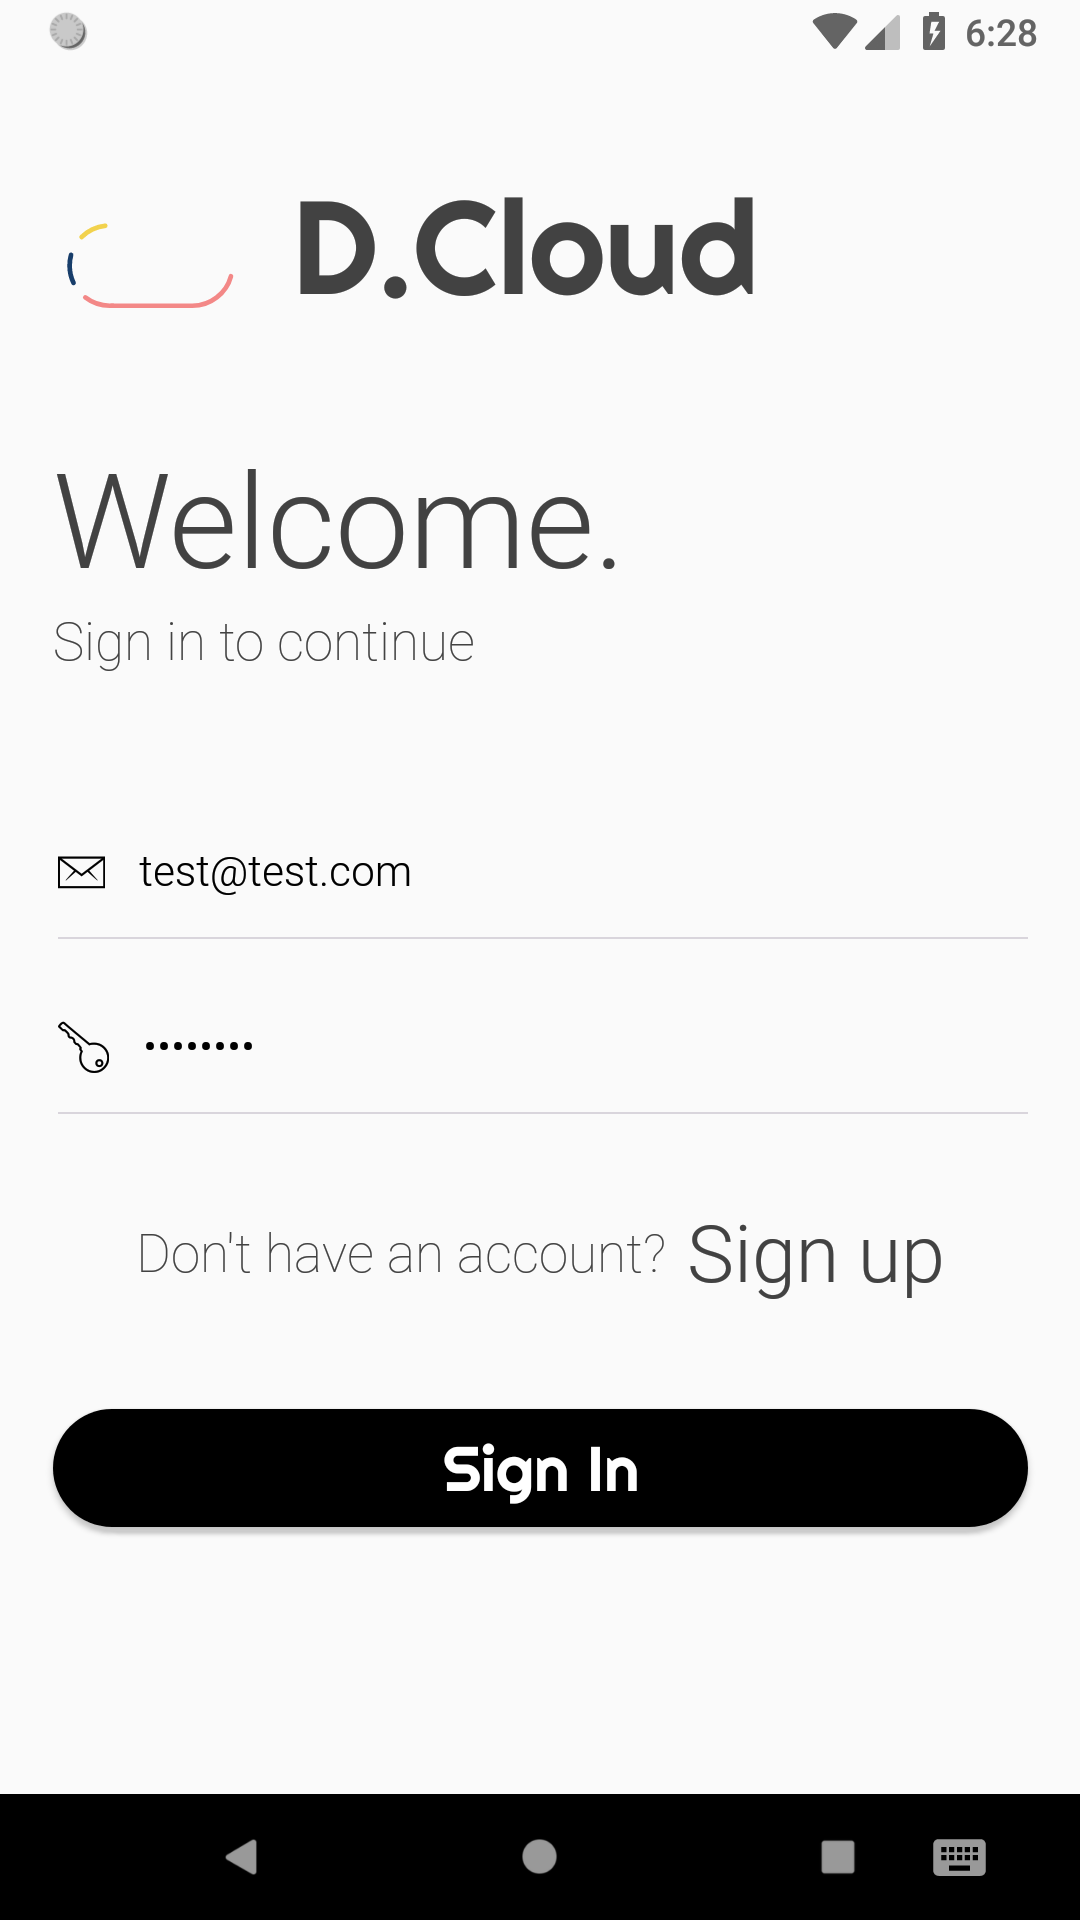 6:28
D.Cloud
Welcome.
Sign in to continue
test@test.com
••••••••
Don't have an account? Sign up
Sign In